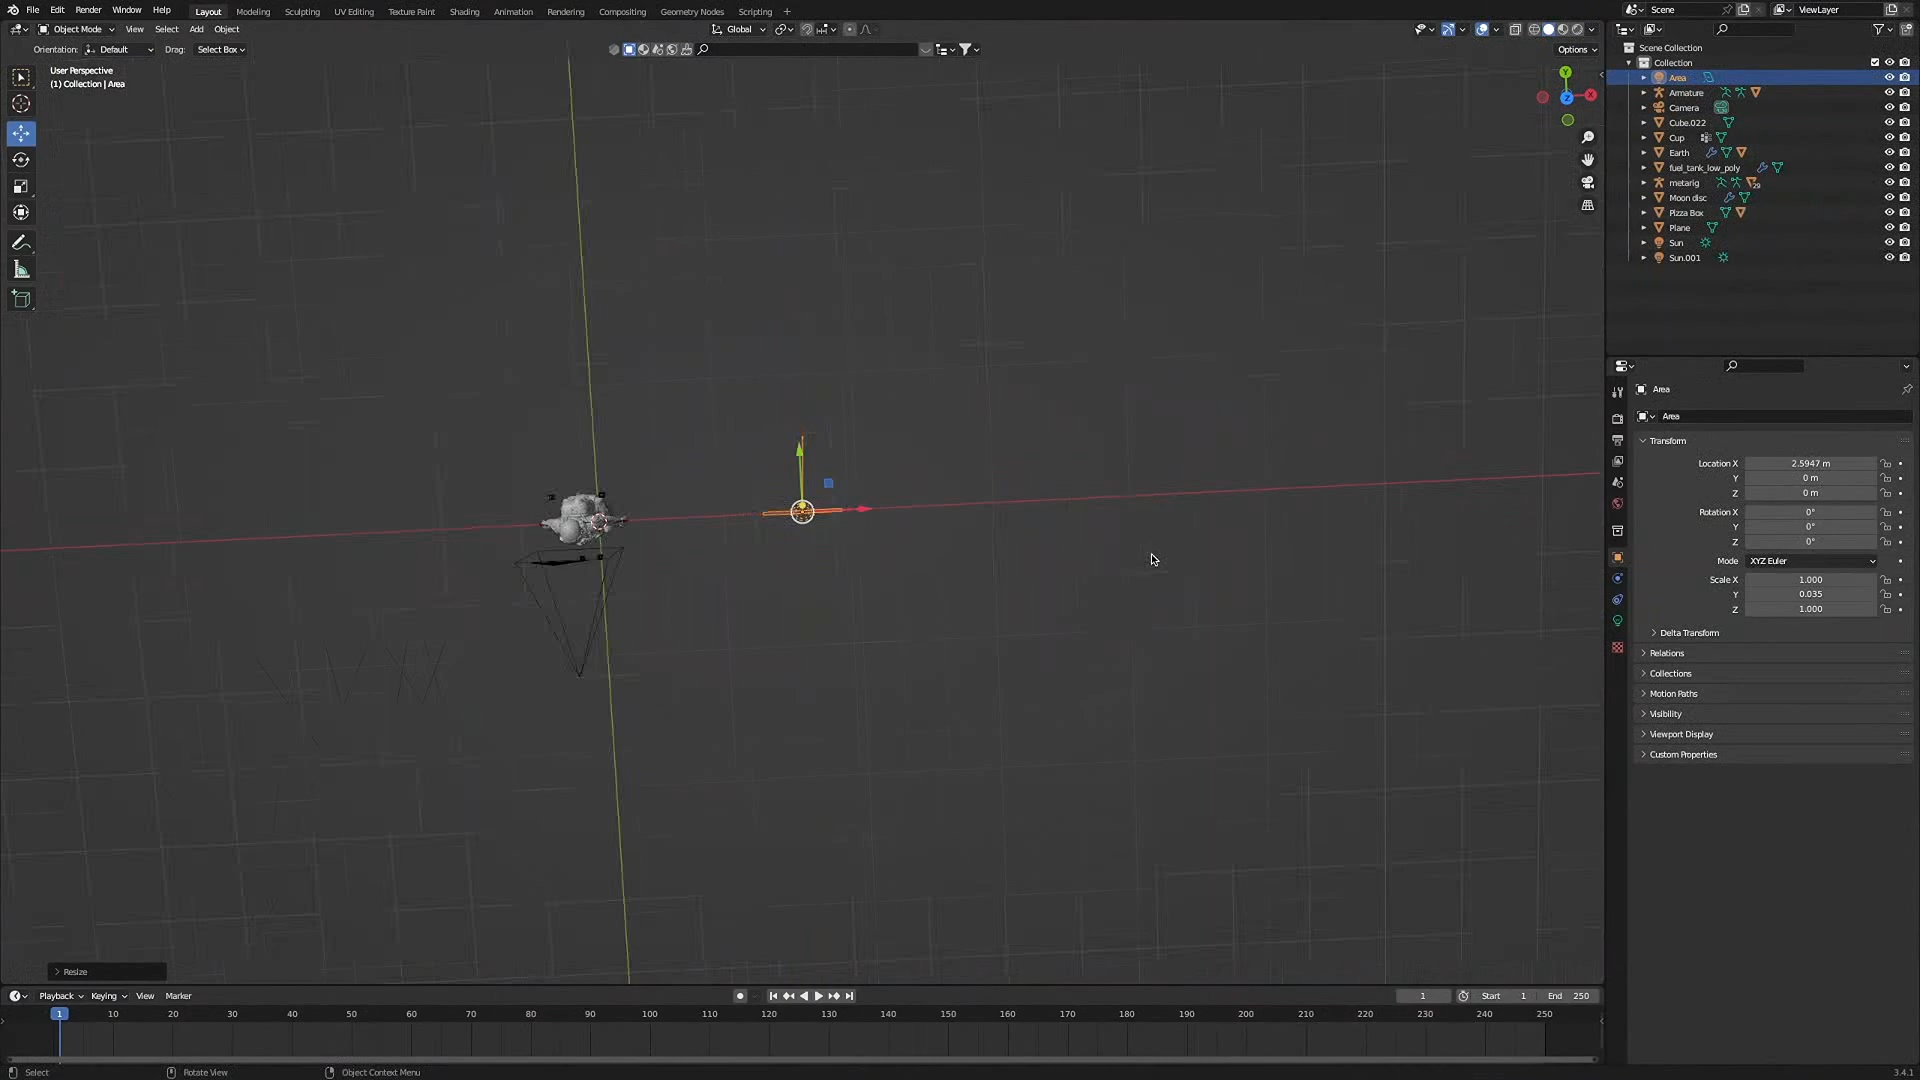 File Edit Render Window Help Layout Modeling Sculpting UV Editing Texture Paint Shading Animation Rendering Compositing Geometry Nodes Scripting + Scene ViewLayer
Object Mode View Select Add Object Global
Orientation: Default Drag: Select Box Options
User Perspective
(1) Collection | Area
X
Y
Z
Scene Collection
Collection
Area
Armature
Camera
Cube.022
Cup
Earth
fuel_tank_low_poly
metarig 29
Moon disc
Pizza Box
Plane
Sun
Sun.001
Area
Area
Transform
Location X 2.5947 m
Y 0 m
Z 0 m
Rotation X 0°
Y 0°
Z 0°
Mode XYZ Euler
Scale X 1.000
Y 0.035
Z 1.000
Delta Transform
Relations
Collections
Motion Paths
Visibility
Viewport Display
Custom Properties
Resize
Playback Keying View Marker 1 Start 1 End 250
1 10 20 30 40 50 60 70 80 90 100 110 120 130 140 150 160 170 180 190 200 210 220 230 240 250
Select Rotate View Object Context Menu 3.4.1